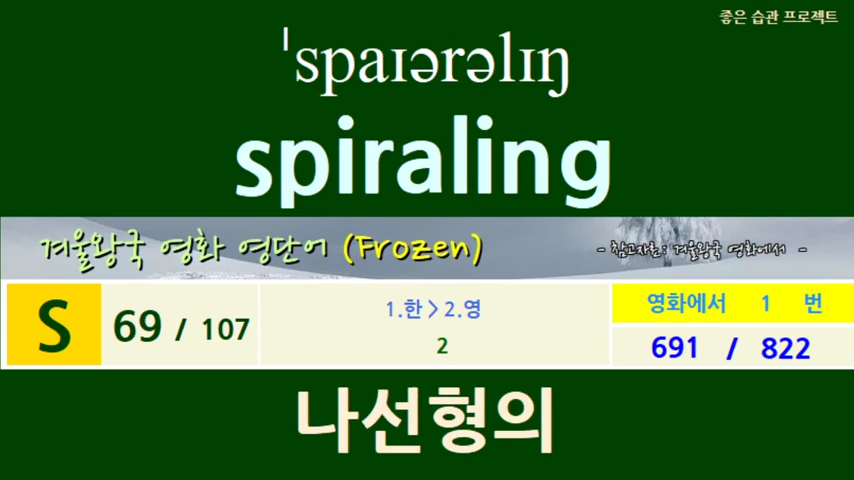 좋은 습관 프로젝트
ˈspaɪərəlɪŋ
spiraling
겨울왕국 영화 영단어 (Frozen)
- 참고자료: 겨울왕국 영화에서 -
S 69 / 107
1.한 > 2.영
2
영화에서 1 번
691 / 822
나선형의